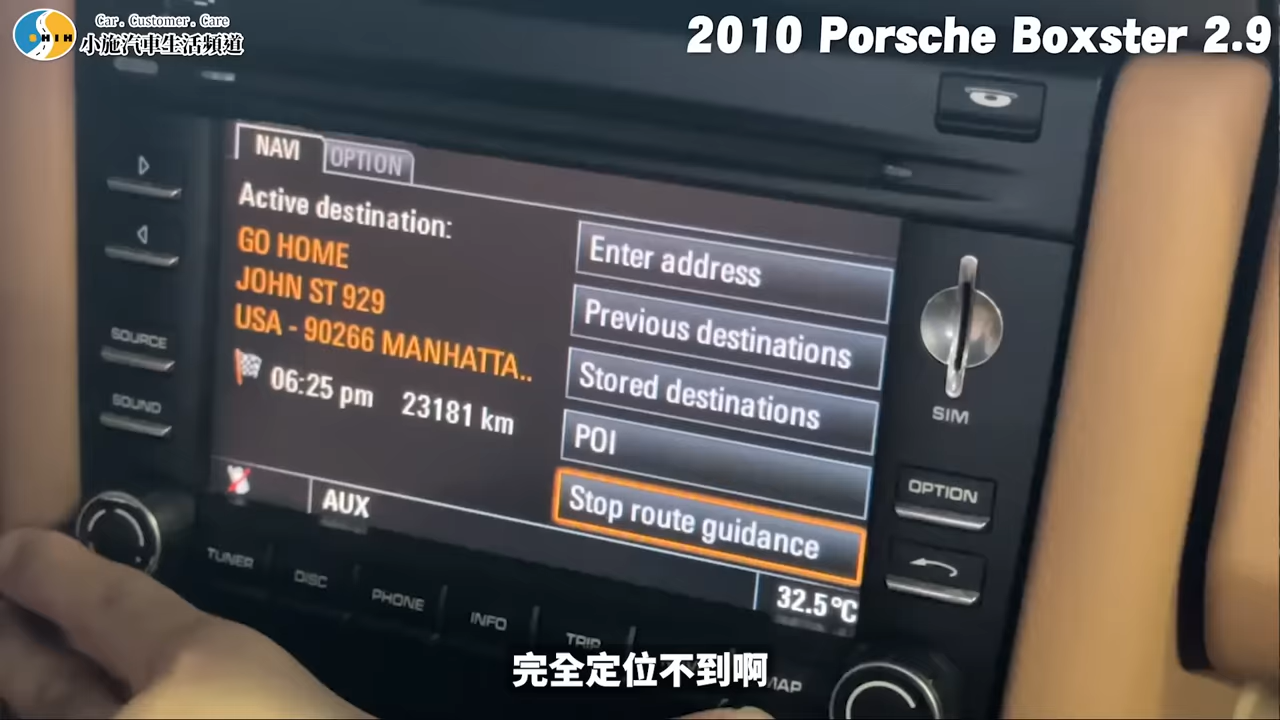 Car. Customer. Care
SHIH
小施汽車生活頻道
2010 Porsche Boxster 2.9
NAVI
OPTION
Active destination:
GO HOME
JOHN ST 929
USA - 90266 MANHATTA..
06:25 pm 23181 km
Enter address
Previous destinations
Stored destinations
POI
Stop route guidance
AUX
32.5°C
SOURCE
SOUND
SIM
OPTION
TUNER
DISC
PHONE
INFO
TRIP
MAP
完全定位不到啊